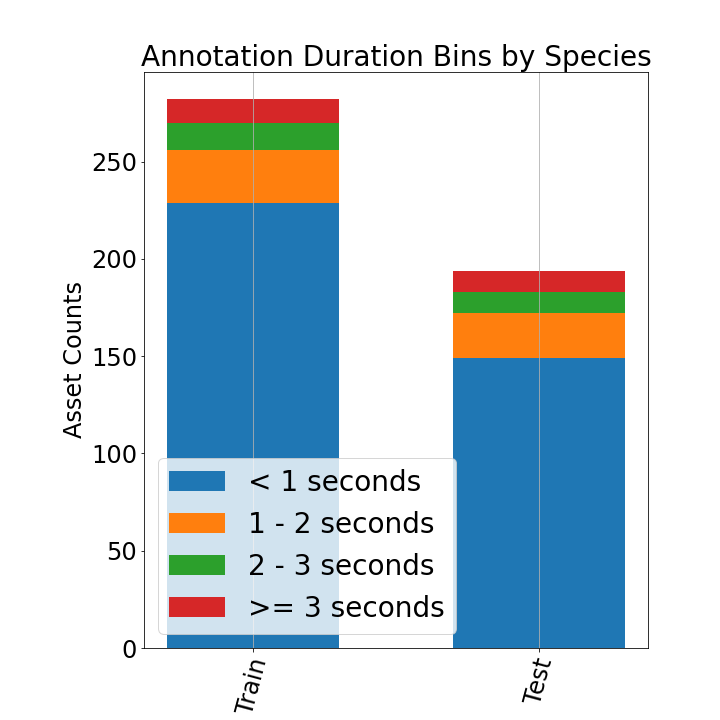 Annotation Duration Bins by Species
Asset Counts
250
200
150
100
50
0
< 1 seconds
1 - 2 seconds
2 - 3 seconds
>= 3 seconds
Train
Test